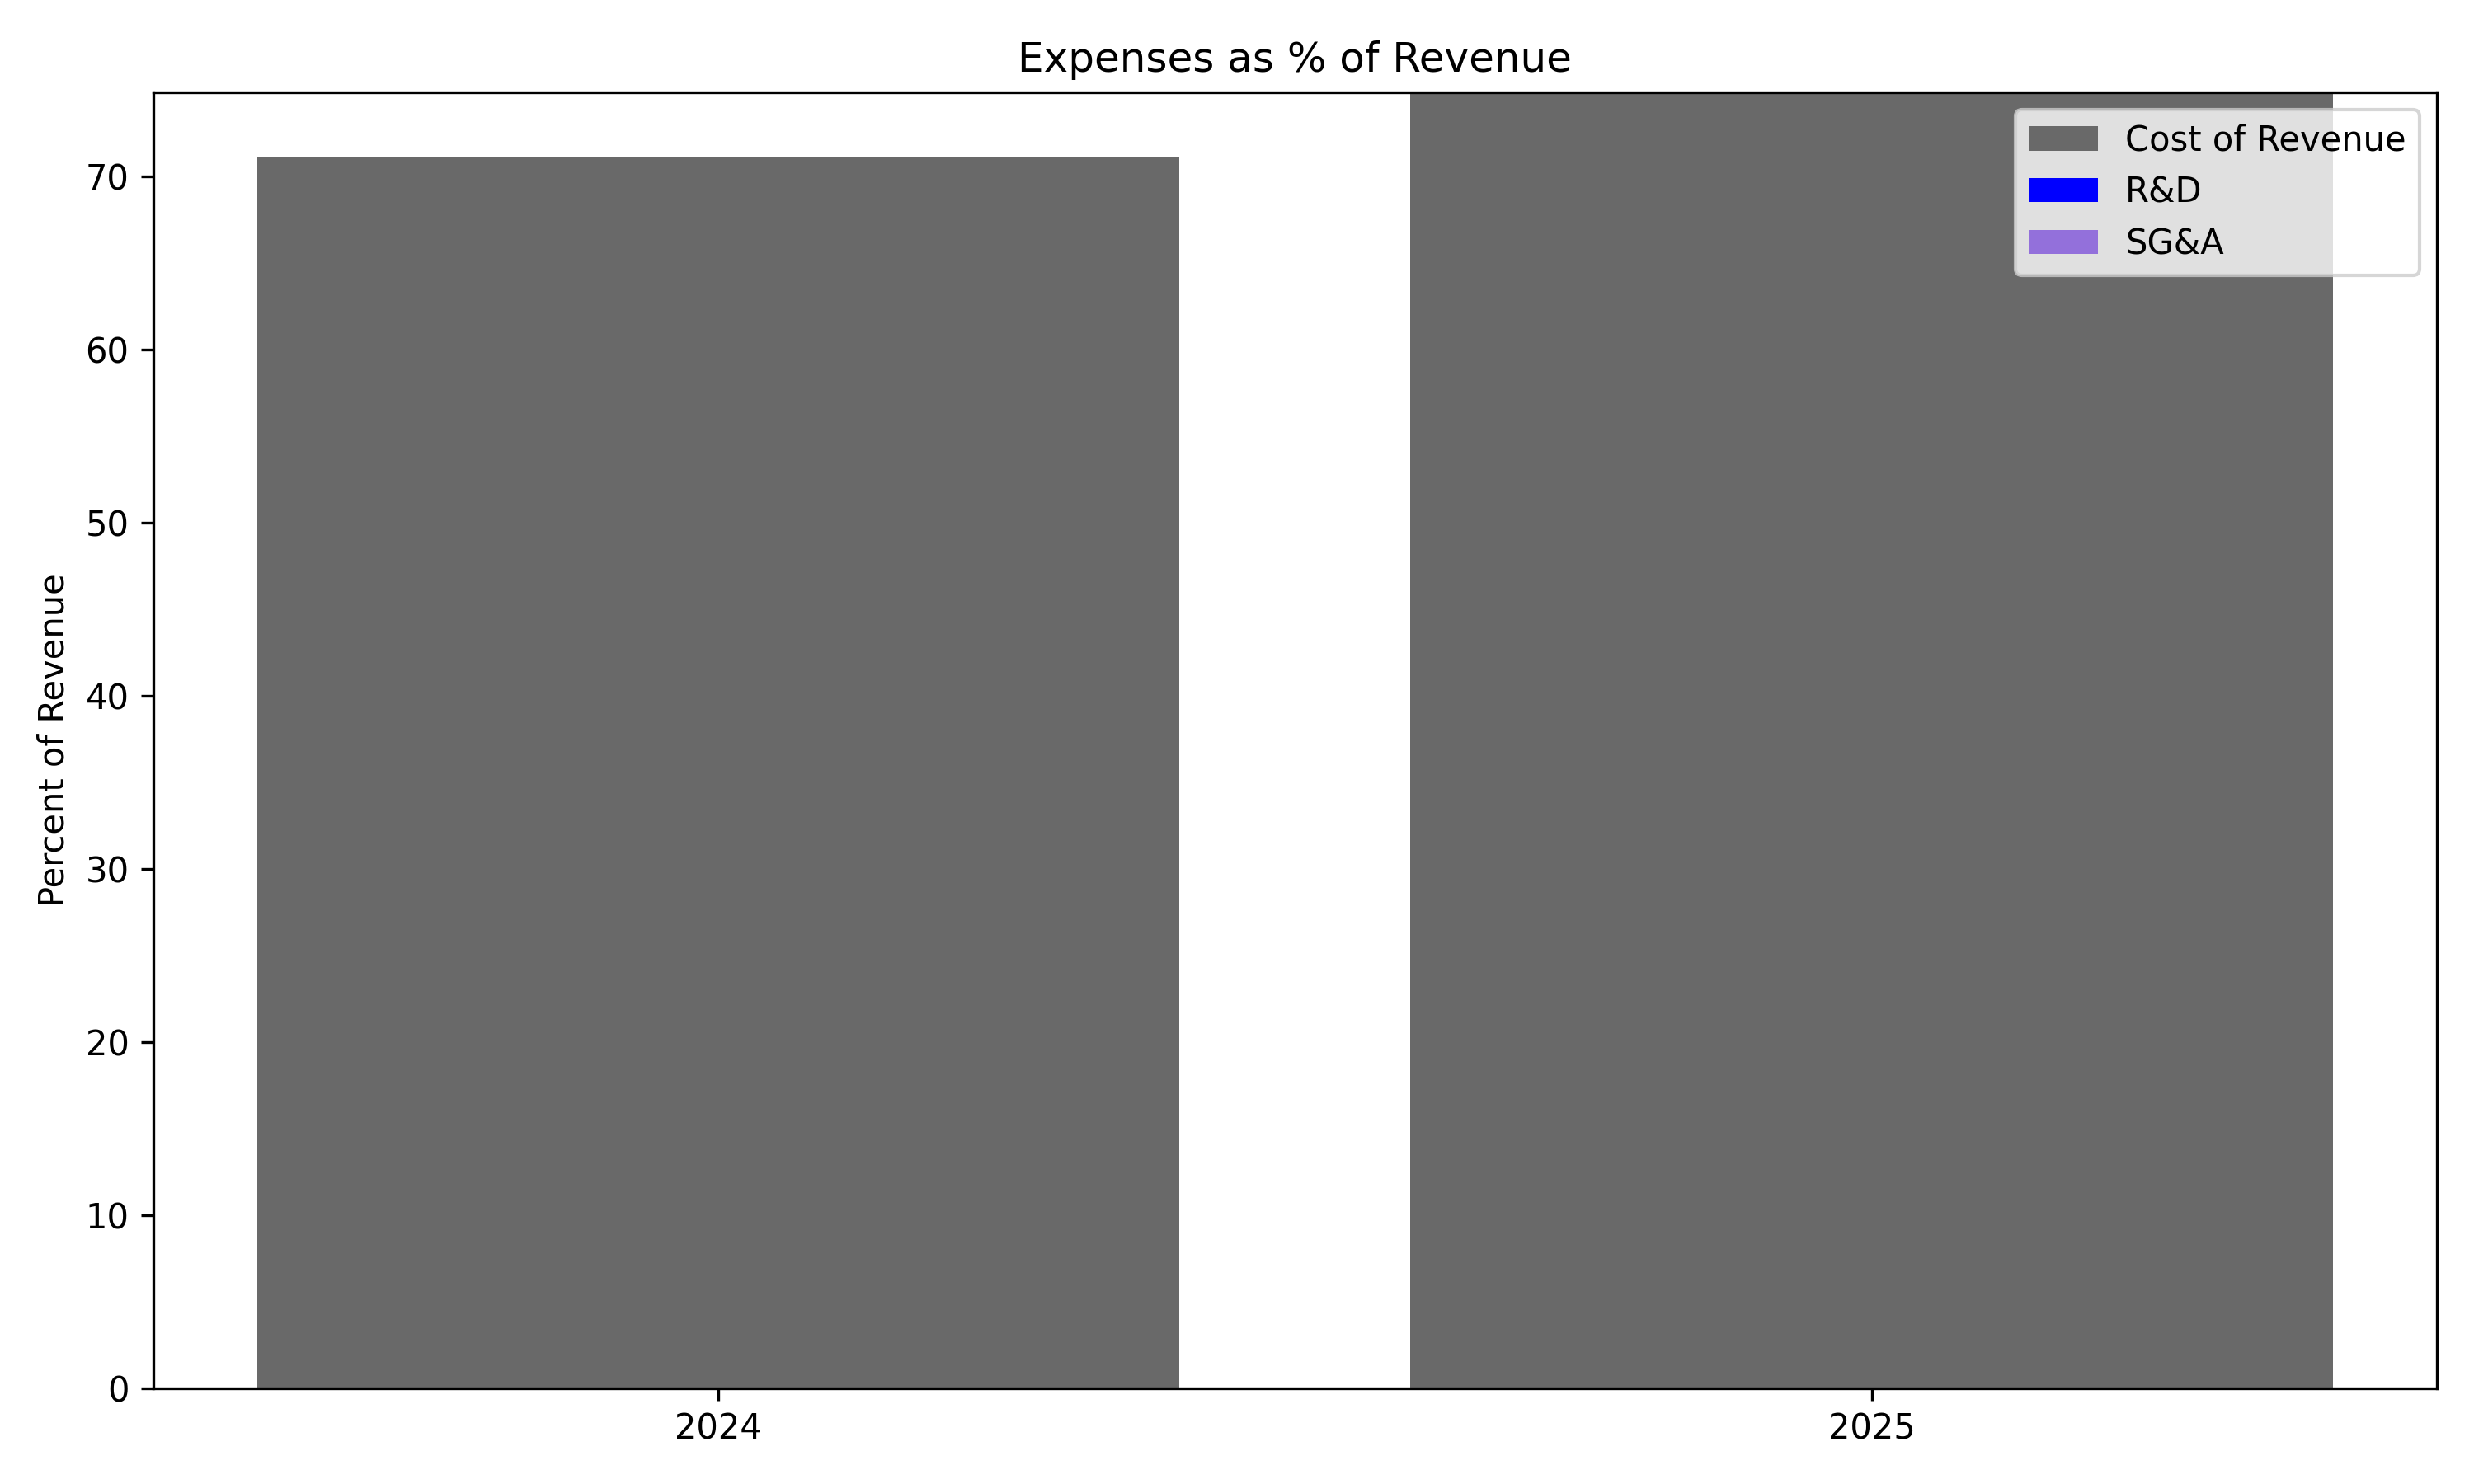 Expenses as % of Revenue
Percent of Revenue
70
60
50
40
30
20
10
0
2024
2025
Cost of Revenue
R&D
SG&A